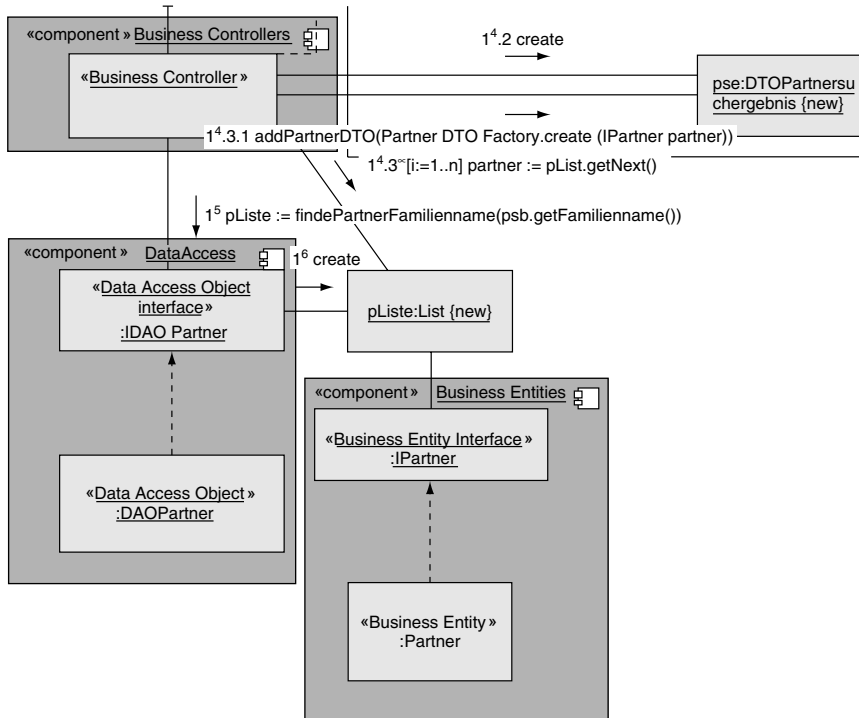 «component» Business Controllers
«Business Controller»
1⁴.2 create
pse:DTOPartnersu
chergebnis {new}
1⁴.3.1 addPartnerDTO(Partner DTO Factory.create (IPartner partner))
1⁴.3∝[i:=1..n] partner := pList.getNext()
1⁵ pListe := findePartnerFamilienname(psb.getFamilienname())
«component» DataAccess
1⁶ create
«Data Access Object
interface»
:IDAO Partner
pListe:List {new}
«component» Business Entities
«Business Entity Interface»
:IPartner
«Data Access Object»
:DAOPartner
«Business Entity»
:Partner